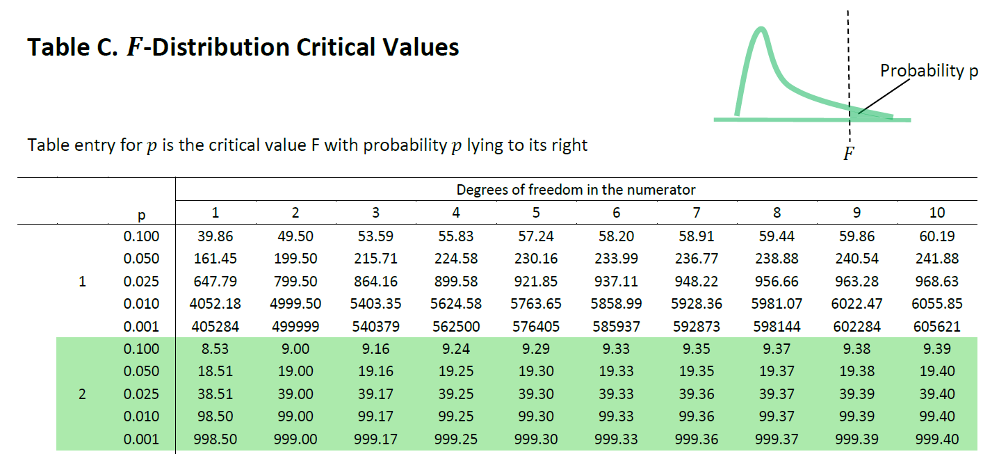 Table C. F-Distribution Critical Values
Probability p
Table entry for p is the critical value F with probability p lying to its right
F
Degrees of freedom in the numerator
p 1 2 3 4 5 6 7 8 9 10
0.100 39.86 49.50 53.59 55.83 57.24 58.20 58.91 59.44 59.86 60.19
0.050 161.45 199.50 215.71 224.58 230.16 233.99 236.77 238.88 240.54 241.88
1 0.025 647.79 799.50 864.16 899.58 921.85 937.11 948.22 956.66 963.28 968.63
0.010 4052.18 4999.50 5403.35 5624.58 5763.65 5858.99 5928.36 5981.07 6022.47 6055.85
0.001 405284 499999 540379 562500 576405 585937 592873 598144 602284 605621
0.100 8.53 9.00 9.16 9.24 9.29 9.33 9.35 9.37 9.38 9.39
0.050 18.51 19.00 19.16 19.25 19.30 19.33 19.35 19.37 19.38 19.40
2 0.025 38.51 39.00 39.17 39.25 39.30 39.33 39.36 39.37 39.39 39.40
0.010 98.50 99.00 99.17 99.25 99.30 99.33 99.36 99.37 99.39 99.40
0.001 998.50 999.00 999.17 999.25 999.30 999.33 999.36 999.37 999.39 999.40